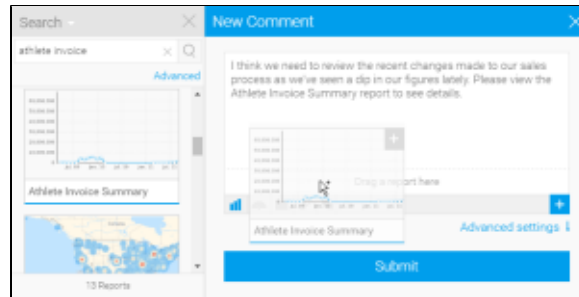 Search
athlete invoice
Advanced
Athlete Invoice Summary
13 Reports
New Comment
I think we need to review the recent changes made to our sales
process as we've seen a dip in our figures lately. Please view the
Athlete Invoice Summary report to see details.
Drag a report here
Athlete Invoice Summary
Advanced settings
Submit